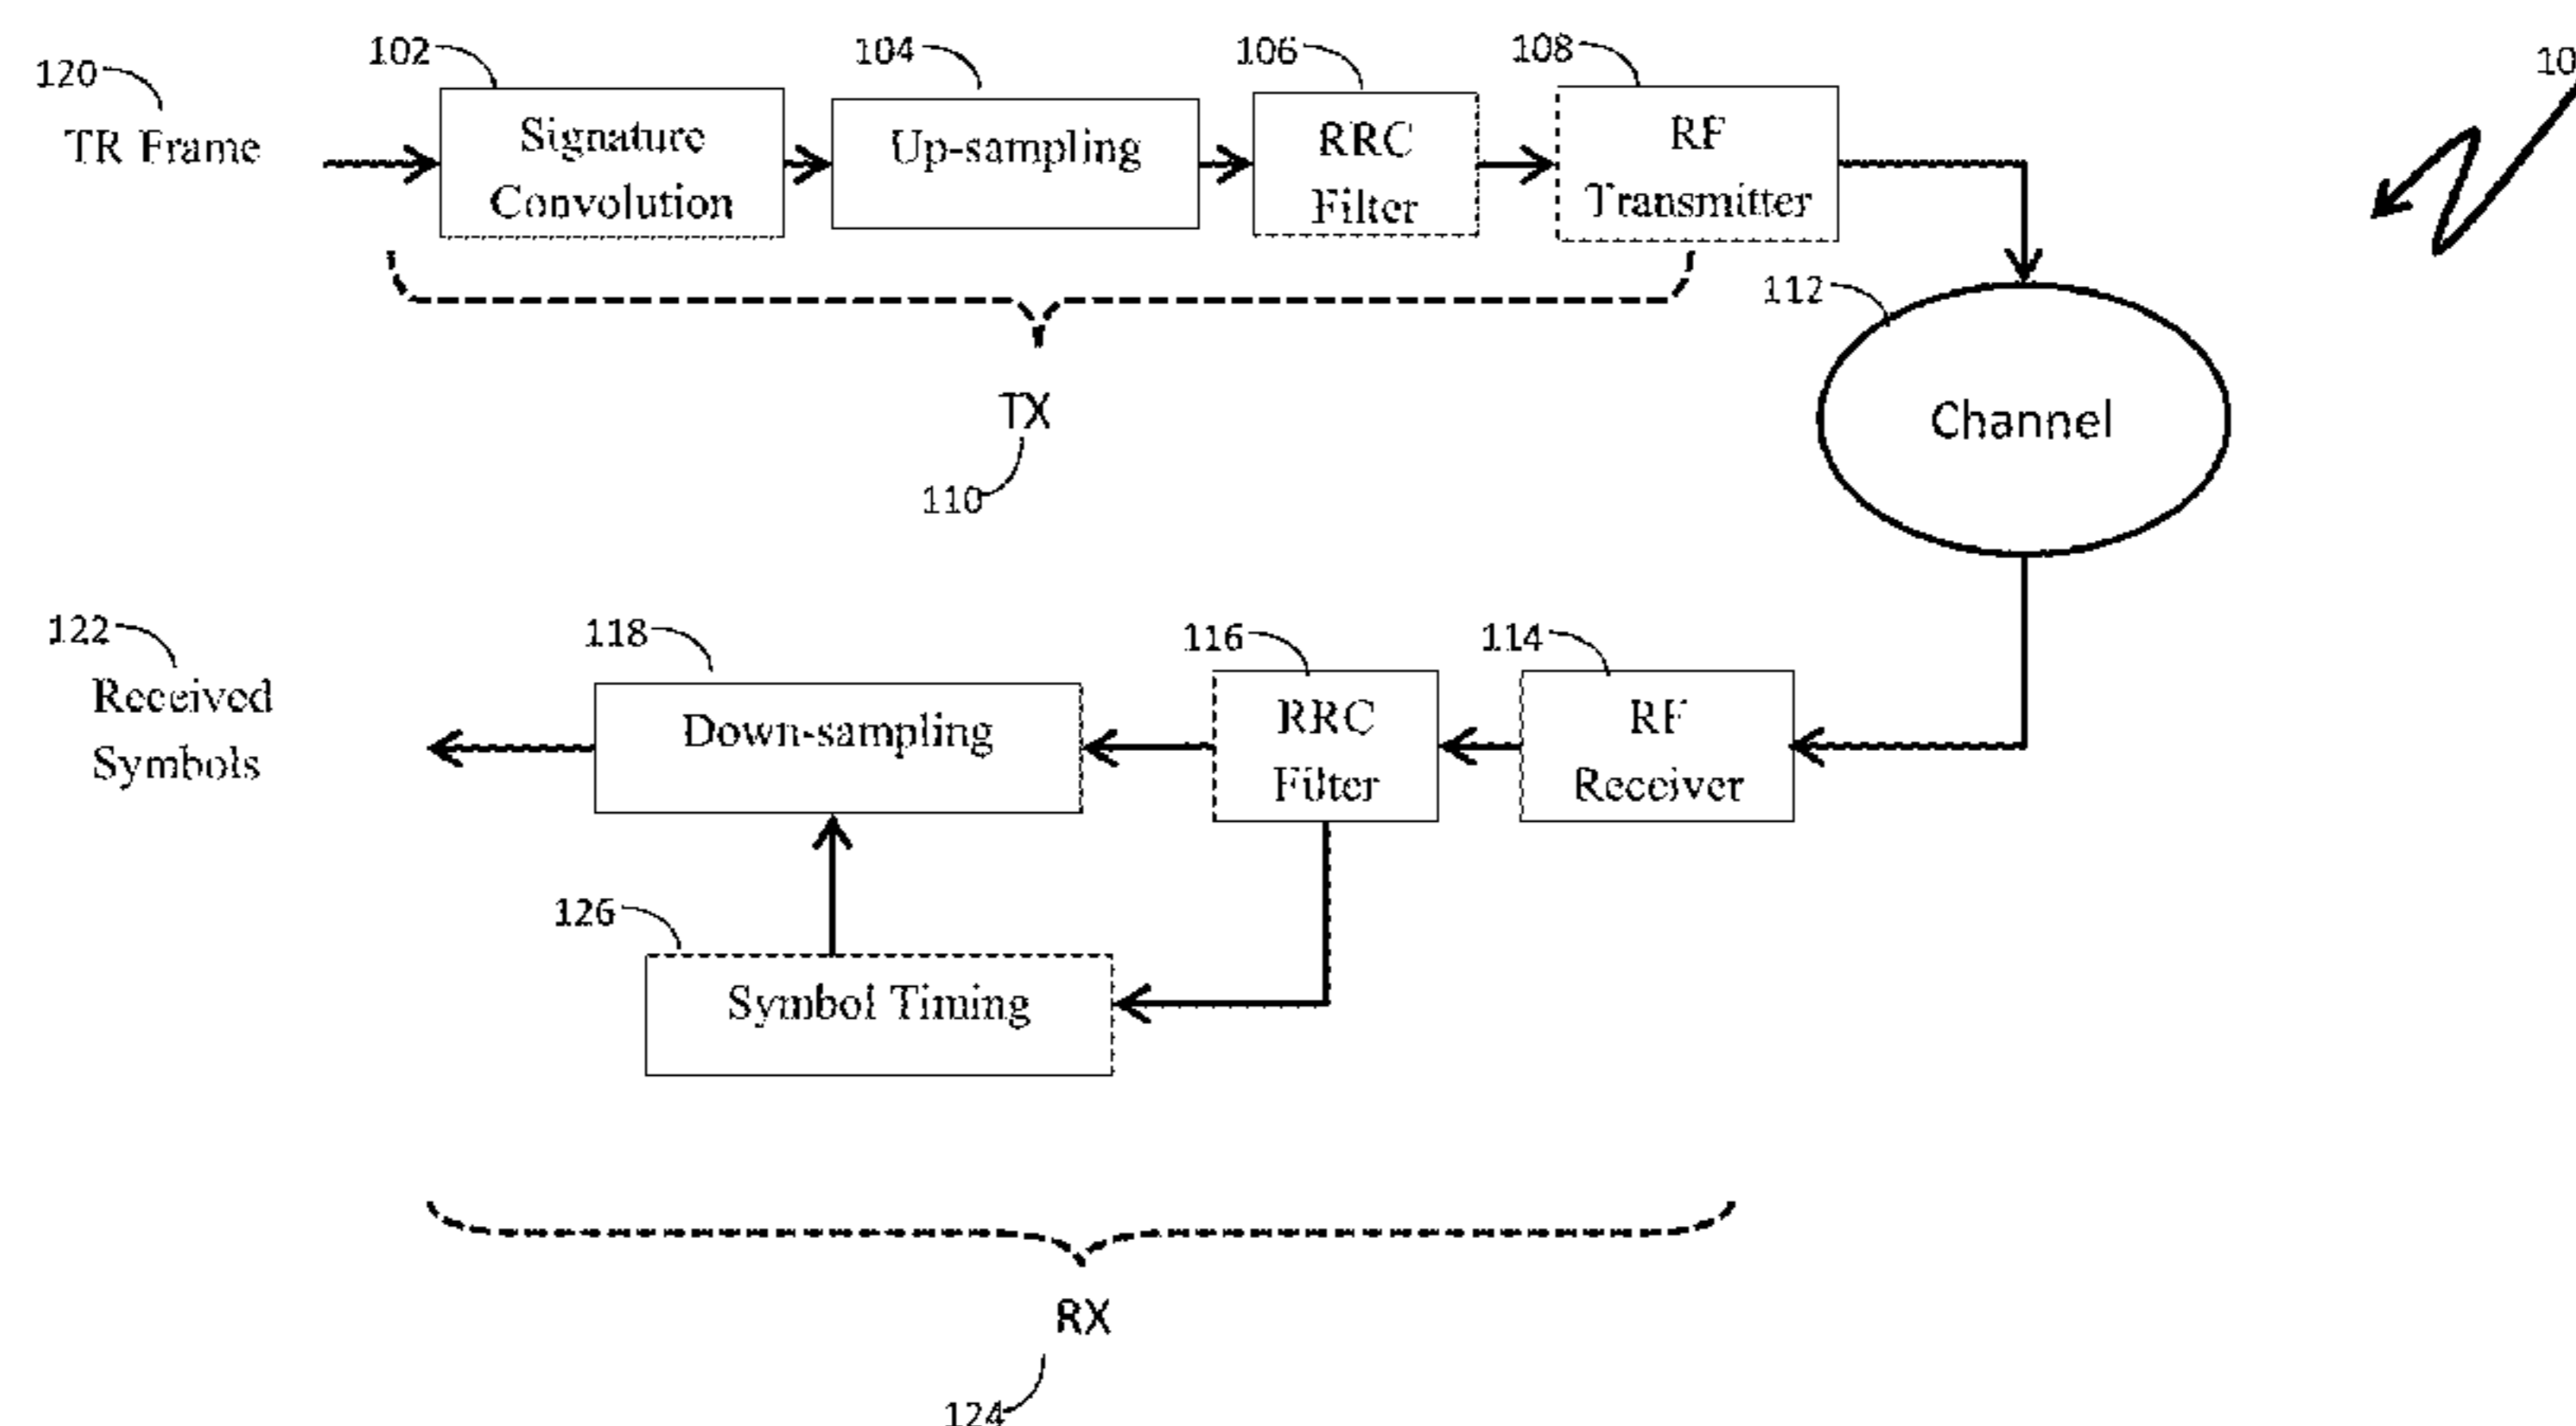 120
102
104
106
108
10
TR Frame
Signature
Convolution
Up-sampling
RRC
Filter
RF
Transmitter
112
Channel
TX
110
122
Received
Symbols
118
Down-sampling
116
RRC
Filter
114
RF
Receiver
126
Symbol Timing
RX
124